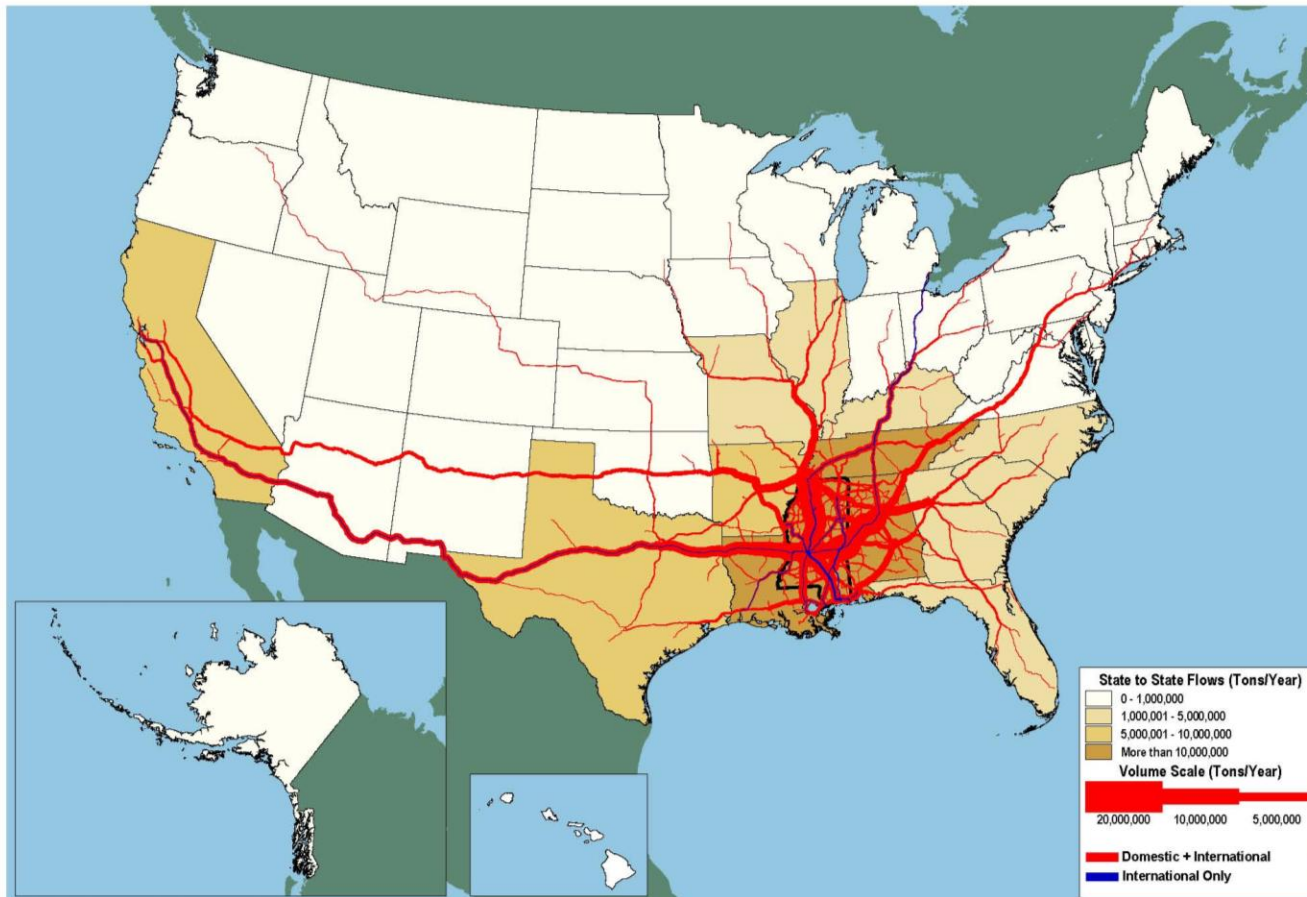 State to State Flows (Tons/Year)
0 - 1,000,000
1,000,001 - 5,000,000
5,000,001 - 10,000,000
More than 10,000,000
Volume Scale (Tons/Year)
20,000,000 10,000,000 5,000,000
Domestic + International
International Only